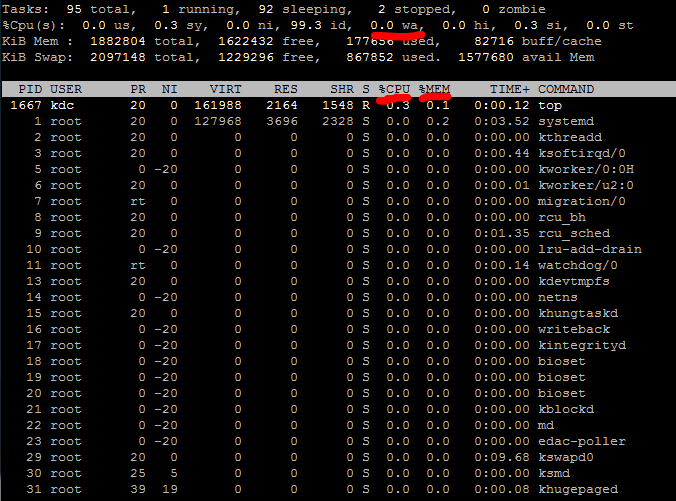 Tasks:  95 total,   1 running,  92 sleeping,   2 stopped,   0 zombie
%Cpu(s):  0.0 us,  0.3 sy,  0.0 ni, 99.3 id,  0.0 wa,  0.0 hi,  0.3 si,  0.0 st
KiB Mem :  1882804 total,  1622432 free,   177656 used,    82716 buff/cache
KiB Swap:  2097148 total,  1229296 free,   867852 used.  1577680 avail Mem
PID USER      PR  NI    VIRT    RES    SHR S %CPU %MEM     TIME+ COMMAND
1667 kdc       20   0  161988   2164   1548 R  0.3  0.1   0:00.12 top
1 root      20   0  127968   3696   2328 S  0.0  0.2   0:03.52 systemd
2 root      20   0       0      0      0 S  0.0  0.0   0:00.00 kthreadd
3 root      20   0       0      0      0 S  0.0  0.0   0:00.44 ksoftirqd/0
5 root       0 -20       0      0      0 S  0.0  0.0   0:00.00 kworker/0:0H
6 root      20   0       0      0      0 S  0.0  0.0   0:00.01 kworker/u2:0
7 root      rt   0       0      0      0 S  0.0  0.0   0:00.00 migration/0
8 root      20   0       0      0      0 S  0.0  0.0   0:00.00 rcu_bh
9 root      20   0       0      0      0 S  0.0  0.0   0:01.35 rcu_sched
10 root       0 -20       0      0      0 S  0.0  0.0   0:00.00 lru-add-drain
11 root      rt   0       0      0      0 S  0.0  0.0   0:00.14 watchdog/0
13 root      20   0       0      0      0 S  0.0  0.0   0:00.00 kdevtmpfs
14 root       0 -20       0      0      0 S  0.0  0.0   0:00.00 netns
15 root      20   0       0      0      0 S  0.0  0.0   0:00.00 khungtaskd
16 root       0 -20       0      0      0 S  0.0  0.0   0:00.00 writeback
17 root       0 -20       0      0      0 S  0.0  0.0   0:00.00 kintegrityd
18 root       0 -20       0      0      0 S  0.0  0.0   0:00.00 bioset
19 root       0 -20       0      0      0 S  0.0  0.0   0:00.00 bioset
20 root       0 -20       0      0      0 S  0.0  0.0   0:00.00 bioset
21 root       0 -20       0      0      0 S  0.0  0.0   0:00.00 kblockd
22 root       0 -20       0      0      0 S  0.0  0.0   0:00.00 md
23 root       0 -20       0      0      0 S  0.0  0.0   0:00.00 edac-poller
29 root      20   0       0      0      0 S  0.0  0.0   0:09.68 kswapd0
30 root      25   5       0      0      0 S  0.0  0.0   0:00.00 ksmd
31 root      39  19       0      0      0 S  0.0  0.0   0:00.08 khugepaged